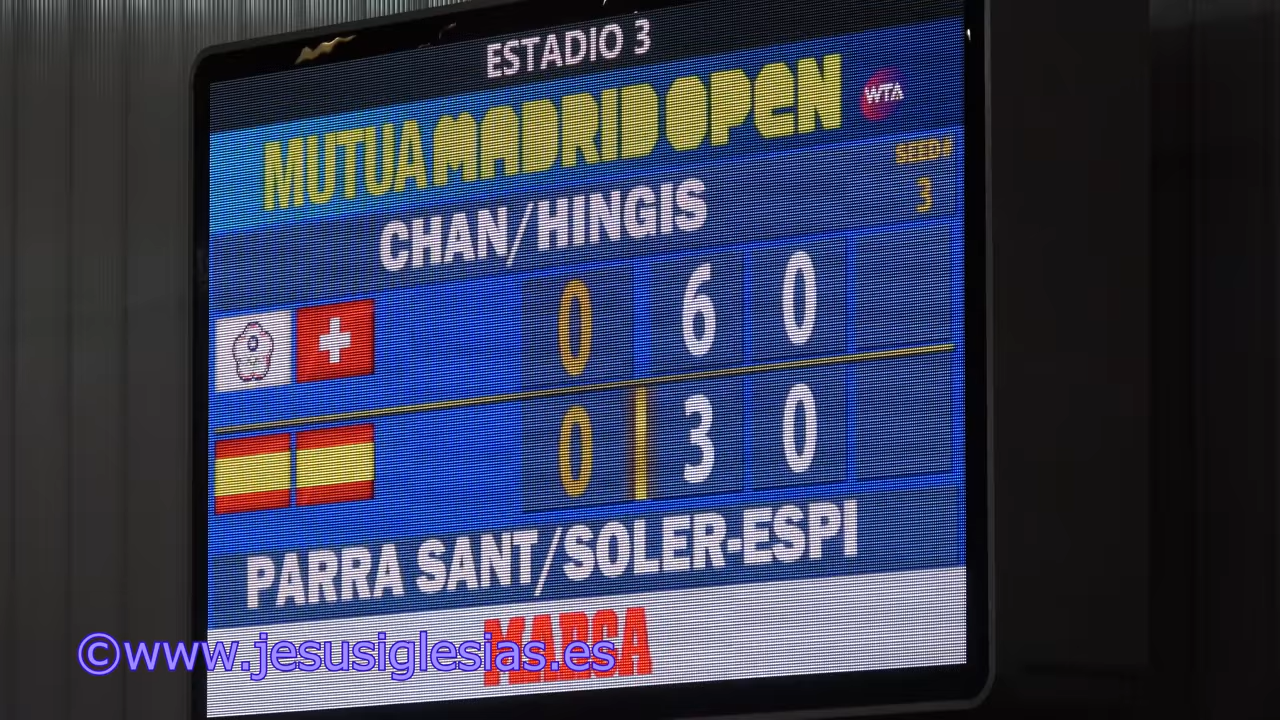 ESTADIO 3
MUTUA MADRID OPEN WTA
SEED#
CHAN/HINGIS 3
0 6 0
0 3 0
PARRA SANT/SOLER-ESPI
MARCA
©www.jesusiglesias.es